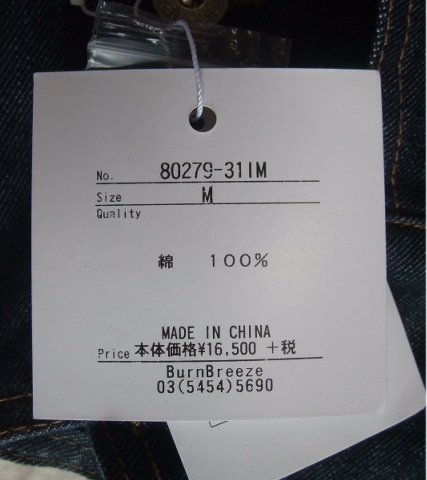 No. 80279-31IM
Size M
Quality
綿 100%
MADE IN CHINA
Price 本体価格¥16,500 +税
BurnBreeze
03(5454)5690